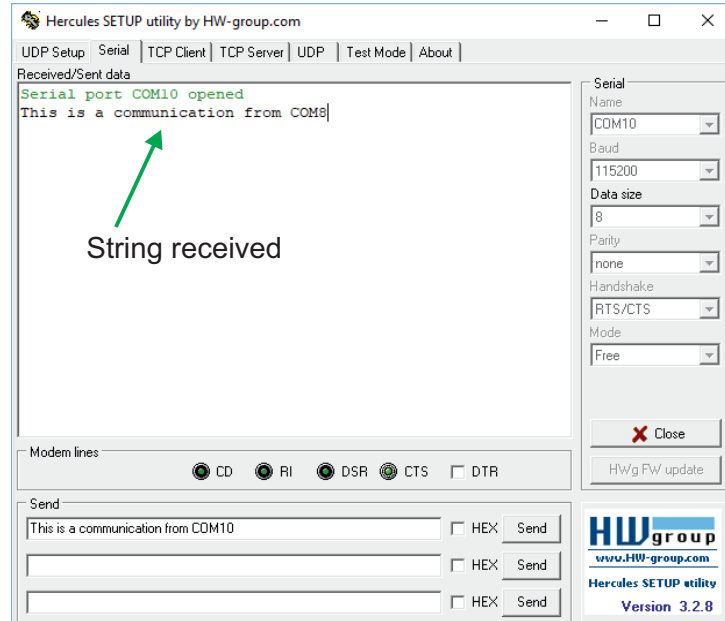 Hercules SETUP utility by HW-group.com
UDP Setup Serial TCP Client TCP Server UDP Test Mode About
Received/Sent data
Serial port COM10 opened
This is a communication from COM8
String received
Serial
Name
COM10
Baud
115200
Data size
8
Parity
none
Handshake
RTS/CTS
Mode
Free
Close
HWg FW update
Modem lines
CD RI DSR CTS DTR
Send
This is a communication from COM10 HEX Send
HEX Send
HEX Send
HW group
www.HW-group.com
Hercules SETUP utility
Version 3.2.8